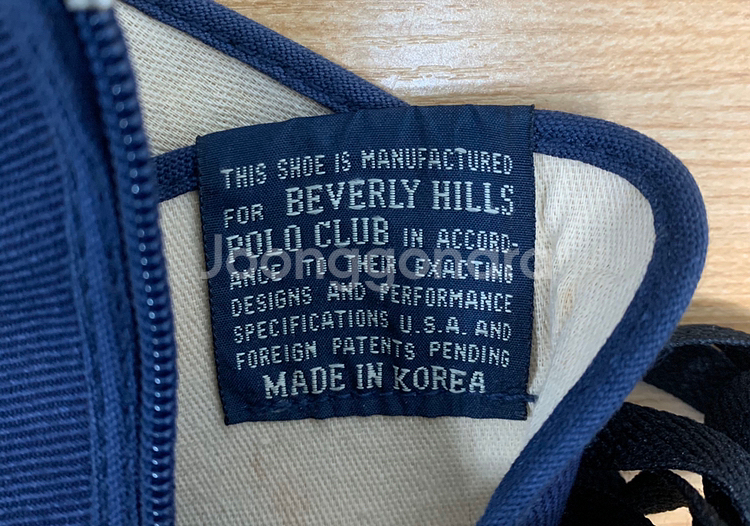 THIS SHOE IS MANUFACTURED
FOR BEVERLY HILLS
POLO CLUB IN ACCORD-
ANCE TO THEIR EXACTING
DESIGNS AND PERFORMANCE
SPECIFICATIONS U.S.A. AND
FOREIGN PATENTS PENDING
MADE IN KOREA
Joonggonara